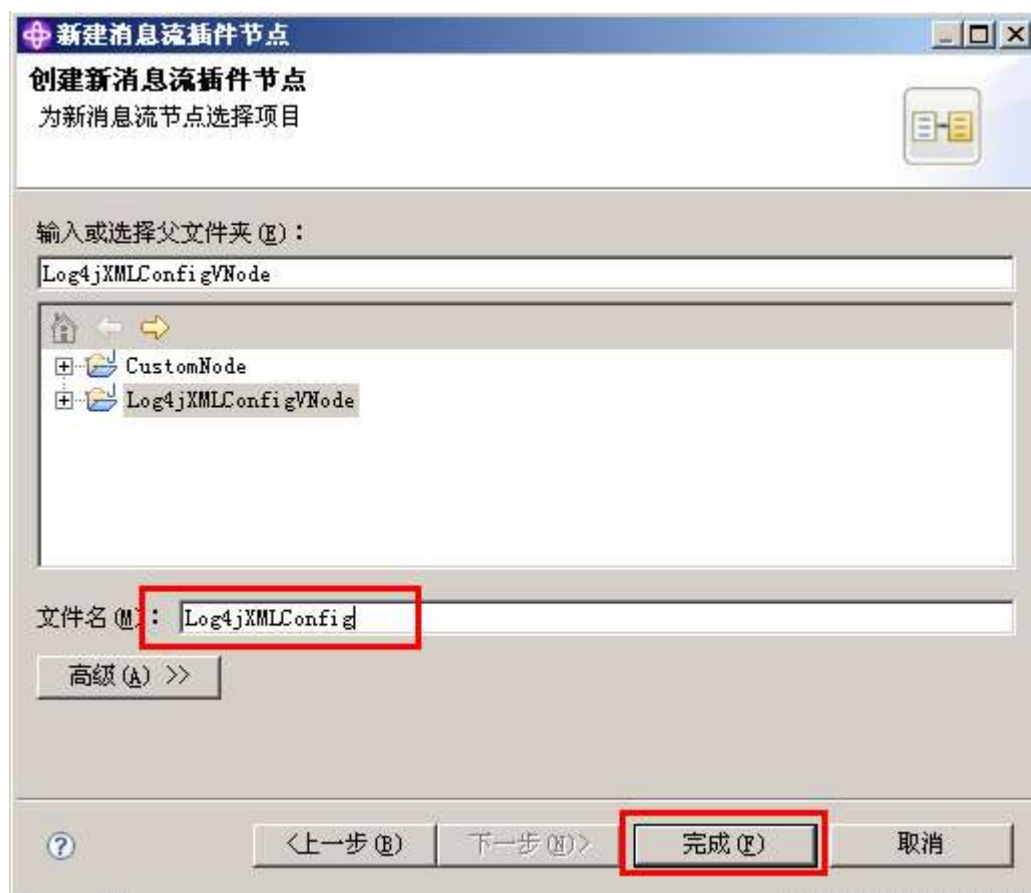 新建消息流插件节点
创建新消息流插件节点
为新消息流节点选择项目
输入或选择父文件夹(E)：
Log4jXMLConfigVNode
CustomNode
Log4jXMLConfigVNode
文件名(M)： Log4jXMLConfig
高级(A) >>
<上一步(B) 下一步(N)> 完成(F) 取消